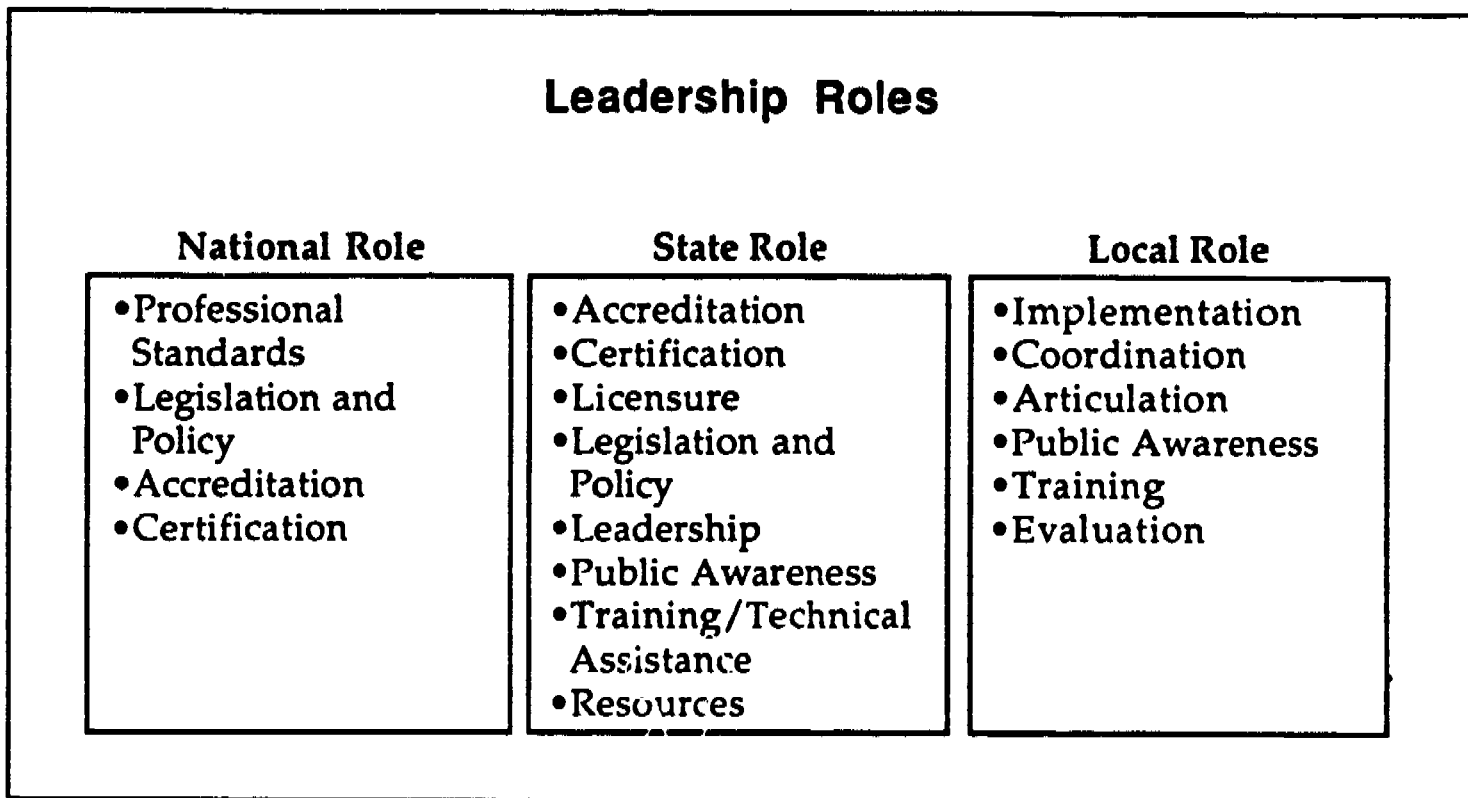 Leadership Roles
National Role
•Professional
Standards
•Legislation and
Policy
•Accreditation
•Certification
State Role
•Accreditation
•Certification
•Licensure
•Legislation and
Policy
•Leadership
•Public Awareness
•Training/Technical
Assistance
•Resources
Local Role
•Implementation
•Coordination
•Articulation
•Public Awareness
•Training
•Evaluation